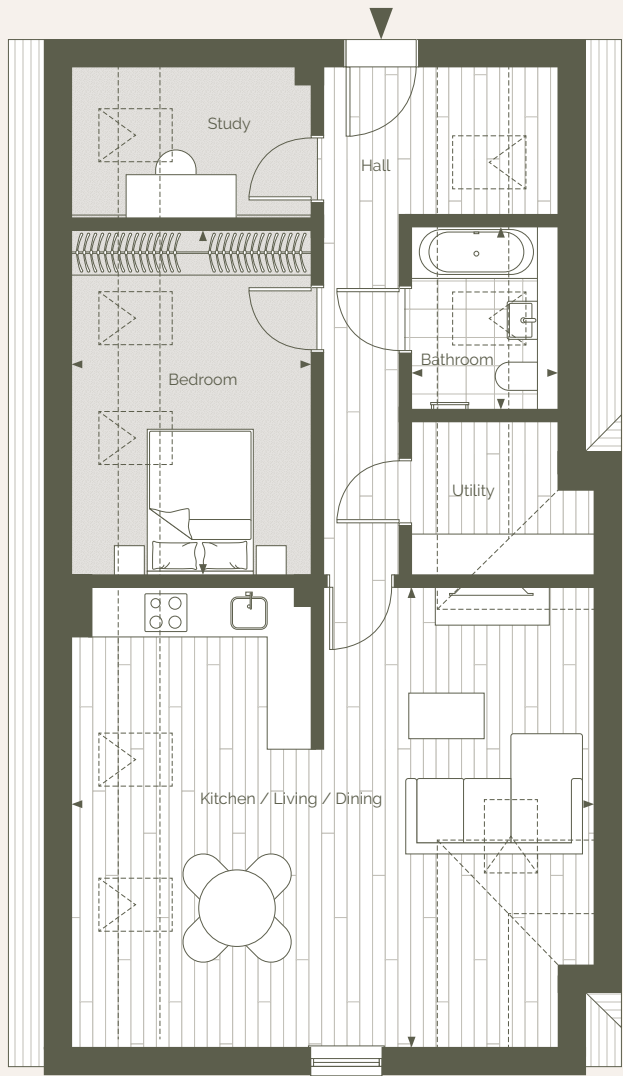 Study
Hall
Bedroom
Bathroom
Utility
Kitchen / Living / Dining